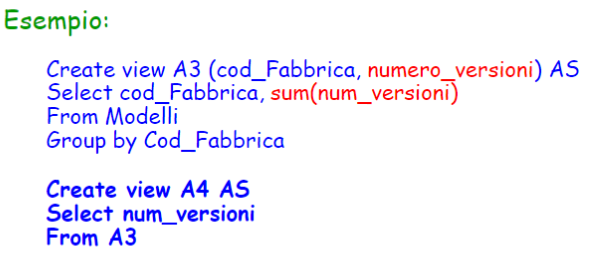 Esempio:
Create view A3 (cod_Fabbrica, numero_versioni) AS
Select cod_Fabbrica, sum(num_versioni)
From Modelli
Group by Cod_Fabbrica
Create view A4 AS
Select num_versioni
From A3